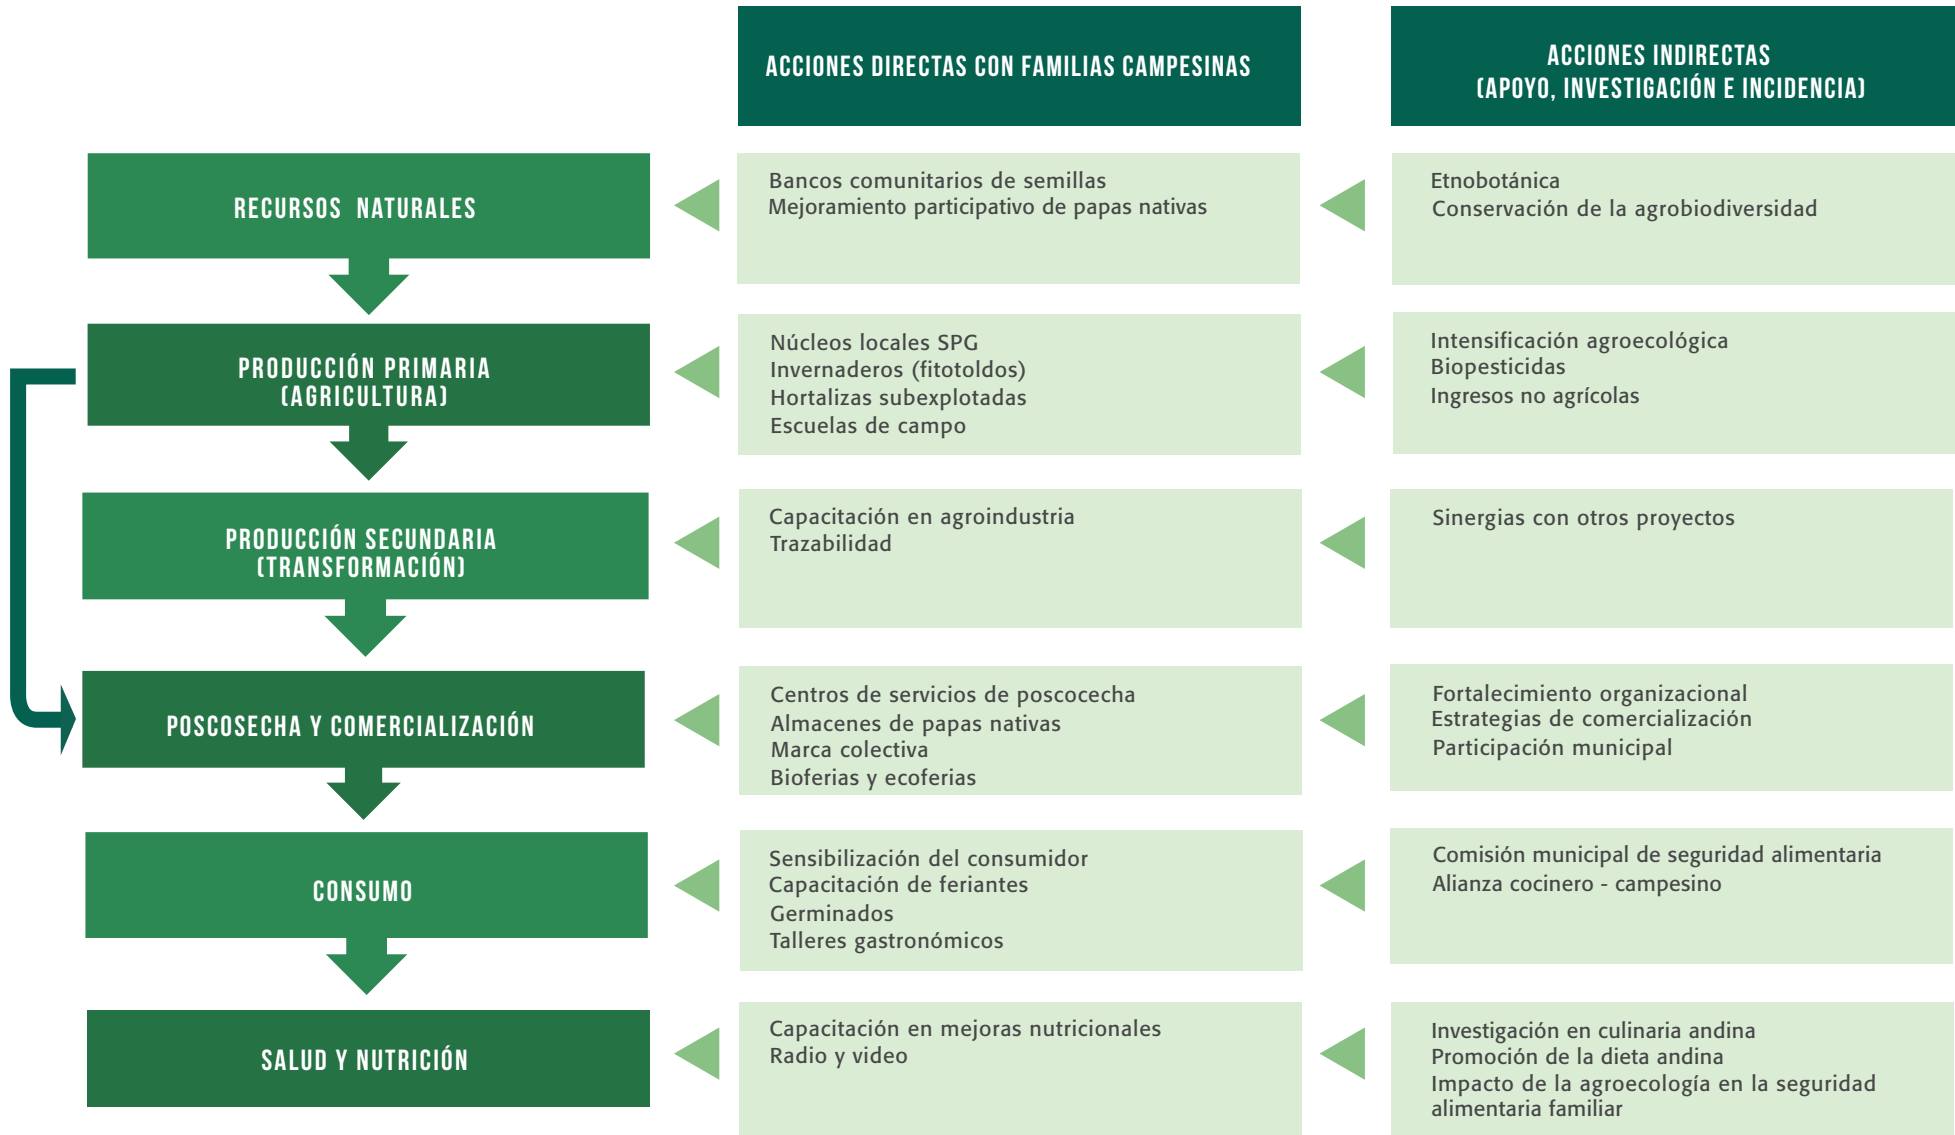 ACCIONES DIRECTAS CON FAMILIAS CAMPESINAS
ACCIONES INDIRECTAS
(APOYO, INVESTIGACIÓN E INCIDENCIA)
RECURSOS NATURALES
Bancos comunitarios de semillas
Mejoramiento participativo de papas nativas
Etnobotánica
Conservación de la agrobiodiversidad
PRODUCCIÓN PRIMARIA
(AGRICULTURA)
Núcleos locales SPG
Invernaderos (fitotoldos)
Hortalizas subexplotadas
Escuelas de campo
Intensificación agroecológica
Biopesticidas
Ingresos no agrícolas
PRODUCCIÓN SECUNDARIA
(TRANSFORMACIÓN)
Capacitación en agroindustria
Trazabilidad
Sinergias con otros proyectos
POSCOSECHA Y COMERCIALIZACIÓN
Centros de servicios de poscocecha
Almacenes de papas nativas
Marca colectiva
Bioferias y ecoferias
Fortalecimiento organizacional
Estrategias de comercialización
Participación municipal
CONSUMO
Sensibilización del consumidor
Capacitación de feriantes
Germinados
Talleres gastronómicos
Comisión municipal de seguridad alimentaria
Alianza cocinero - campesino
SALUD Y NUTRICIÓN
Capacitación en mejoras nutricionales
Radio y video
Investigación en culinaria andina
Promoción de la dieta andina
Impacto de la agroecología en la seguridad
alimentaria familiar